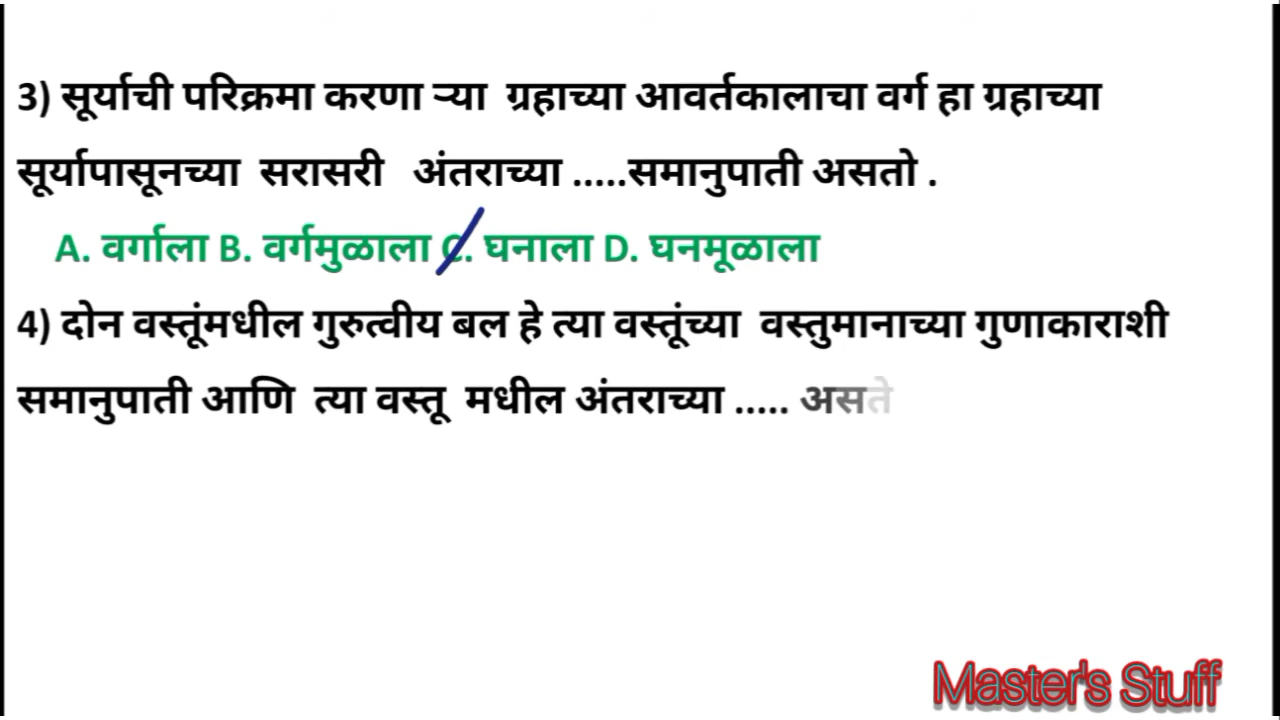 3) सूर्याची परिक्रमा करणा ऱ्या ग्रहाच्या आवर्तकालाचा वर्ग हा ग्रहाच्या
सूर्यापासूनच्या सरासरी अंतराच्या .....समानुपाती असतो .
A. वर्गाला B. वर्गमुळाला C. घनाला D. घनमूळाला
4) दोन वस्तूंमधील गुरुत्वीय बल हे त्या वस्तूंच्या वस्तुमानाच्या गुणाकाराशी
समानुपाती आणि त्या वस्तू मधील अंतराच्या ..... असते
Master's Stuff